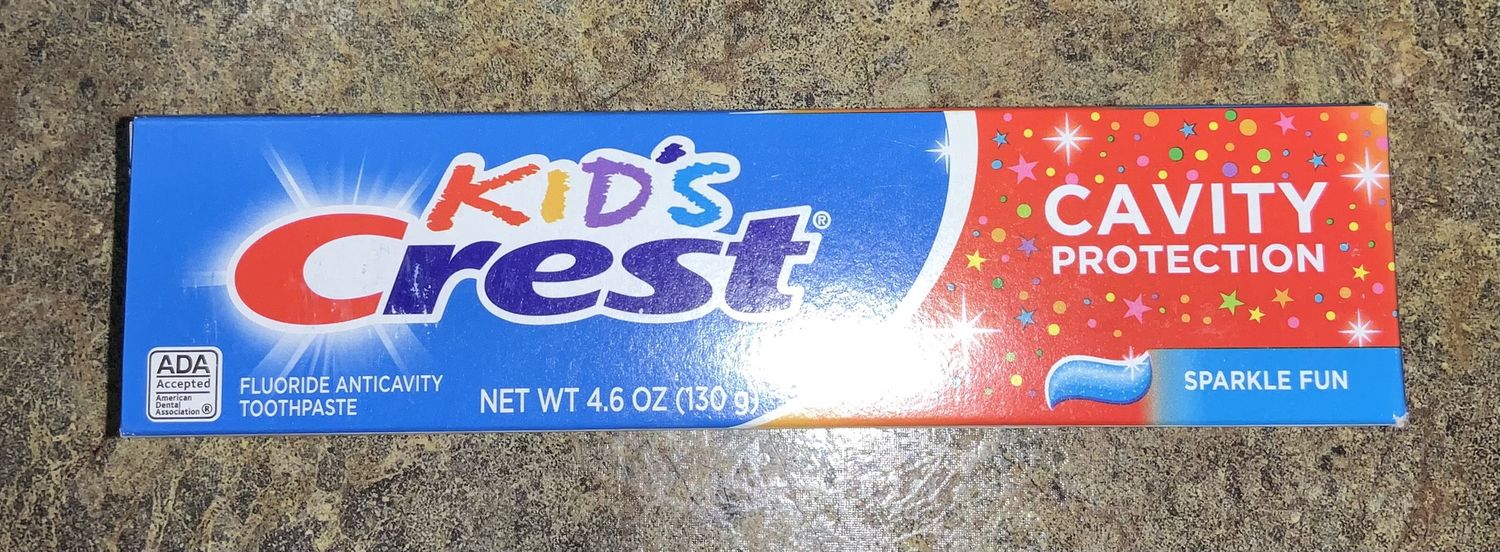 KID'S
Crest®
CAVITY
PROTECTION
SPARKLE FUN
ADA
Accepted
American
Dental
Association ®
FLUORIDE ANTICAVITY
TOOTHPASTE
NET WT 4.6 OZ (130 g)